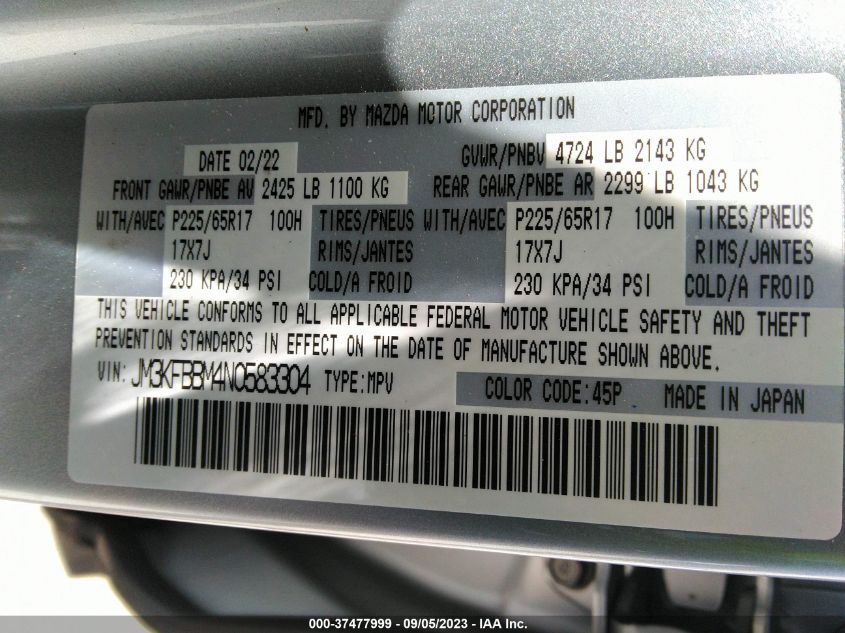 MFD. BY MAZDA MOTOR CORPORATION
DATE 02/22 GVWR/PNBV 4724 LB 2143 KG
FRONT GAWR/PNBE AV 2425 LB 1100 KG REAR GAWR/PNBE AR 2299 LB 1043 KG
WITH/AVEC P225/65R17 100H TIRES/PNEUS WITH/AVEC P225/65R17 100H TIRES/PNEUS
17X7J RIMS/JANTES 17X7J RIMS/JANTES
230 KPA/34 PSI COLD/A FROID 230 KPA/34 PSI COLD/A FROID
THIS VEHICLE CONFORMS TO ALL APPLICABLE FEDERAL MOTOR VEHICLE SAFETY AND THEFT
PREVENTION STANDARDS IN EFFECT ON THE DATE OF MANUFACTURE SHOWN ABOVE.
VIN: JM3KFBBM4N0583304 TYPE:MPV COLOR CODE:45P MADE IN JAPAN
000-37477999 - 09/05/2023 - IAA Inc.